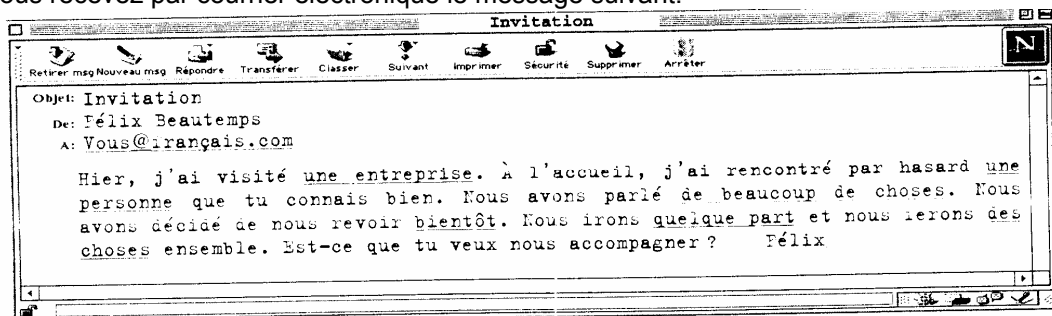 ous recevez par courrier électronique le message suivant:
Invitation
Retirer msg Nouveau msg Répondre Transférer Classer Suivant Imprimer Sécurité Supprimer Arrêter
N
Objet: Invitation
De: Félix Beautemps
A: Vous@français.com
Hier, j'ai visité une entreprise. À l'accueil, j'ai rencontré par hasard une
personne que tu connais bien. Nous avons parlé de beaucoup de choses. Nous
avons décidé de nous revoir bientôt. Nous irons quelque part et nous ferons des
choses ensemble. Est-ce que tu veux nous accompagner ? Félix